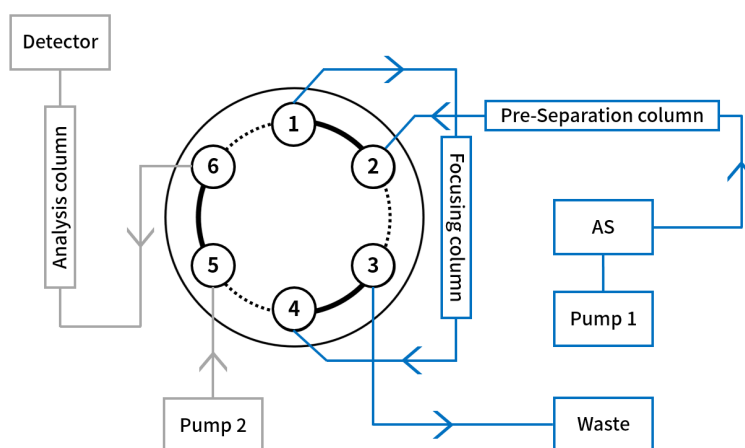 Detector
Analysis column
1
2
3
4
5
6
Focusing column
Pre-Separation column
AS
Pump 1
Pump 2
Waste